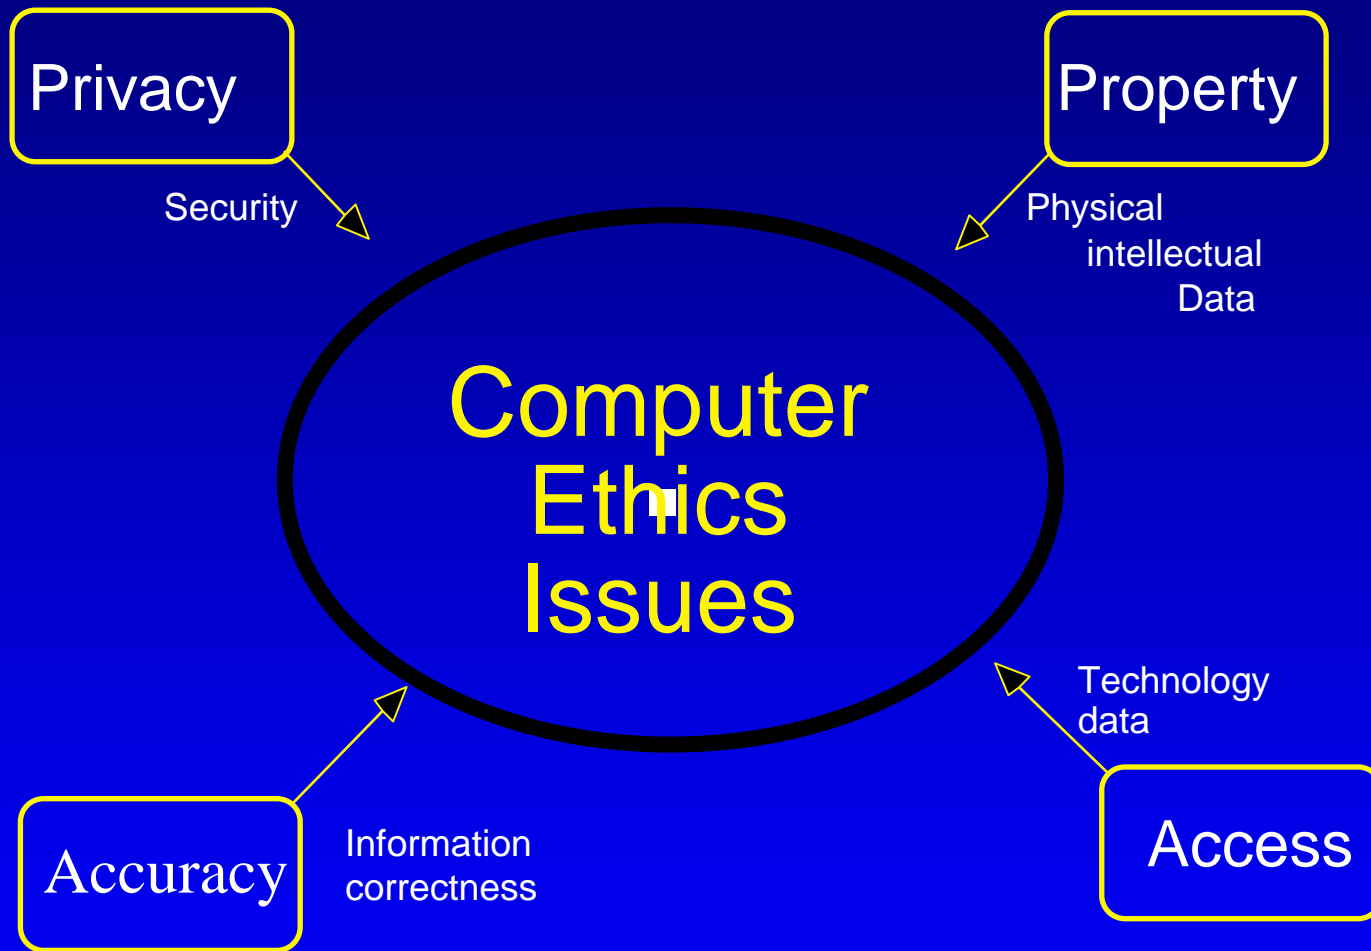 Privacy
Property
Security
Physical
intellectual
Data
Computer
Ethics
Issues
Technology
data
Access
Accuracy
Information
correctness